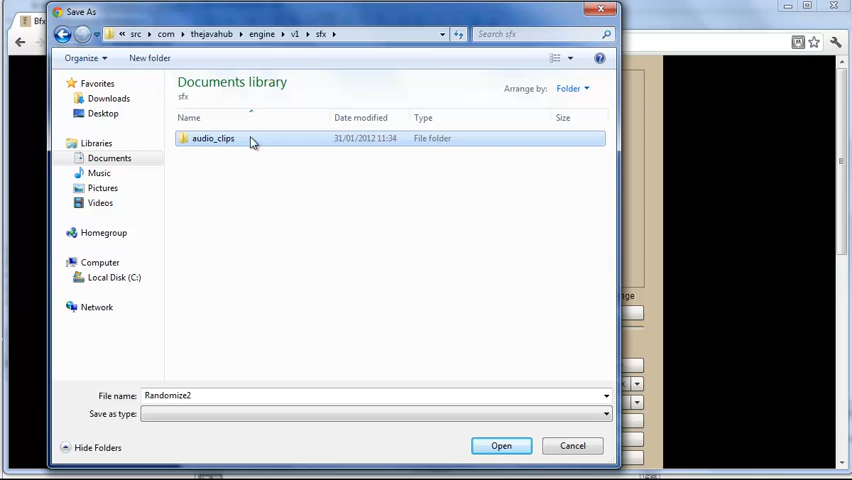 Save As
Bfx
« src com thejavahub engine v1 sfx
Search sfx
Organize New folder
Favorites
Downloads
Desktop
Libraries
Documents
Music
Pictures
Videos
Homegroup
Computer
Local Disk (C:)
Network
Documents library
sfx
Arrange by: Folder
Name Date modified Type Size
audio_clips 31/01/2012 11:34 File folder
File name: Randomize2
Save as type:
Hide Folders
Open Cancel